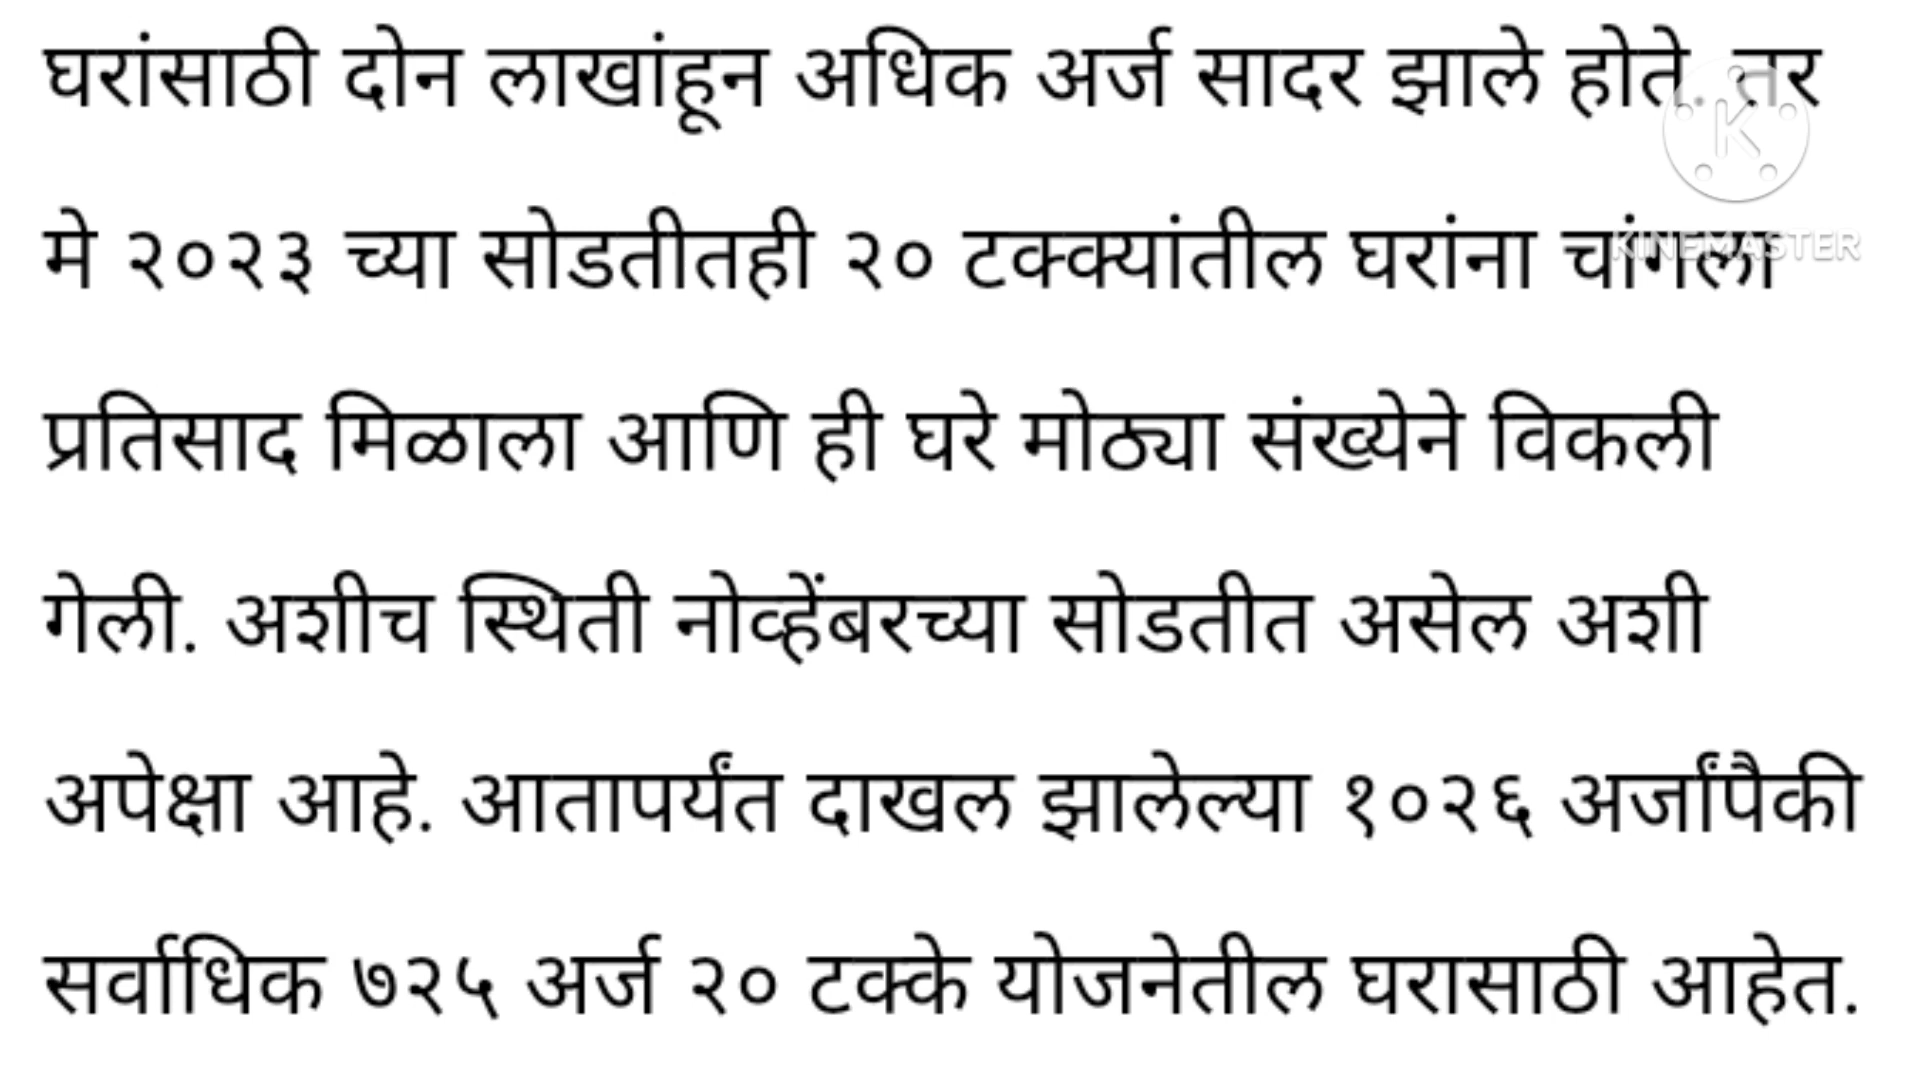 घरांसाठी दोन लाखांहून अधिक अर्ज सादर झाले होते. तर
मे २०२३ च्या सोडतीतही २० टक्क्यांतील घरांना चांगला
प्रतिसाद मिळाला आणि ही घरे मोठ्या संख्येने विकली
गेली. अशीच स्थिती नोव्हेंबरच्या सोडतीत असेल अशी
अपेक्षा आहे. आतापर्यंत दाखल झालेल्या १०२६ अर्जांपैकी
सर्वाधिक ७२५ अर्ज २० टक्के योजनेतील घरासाठी आहेत.
K
KINEMASTER